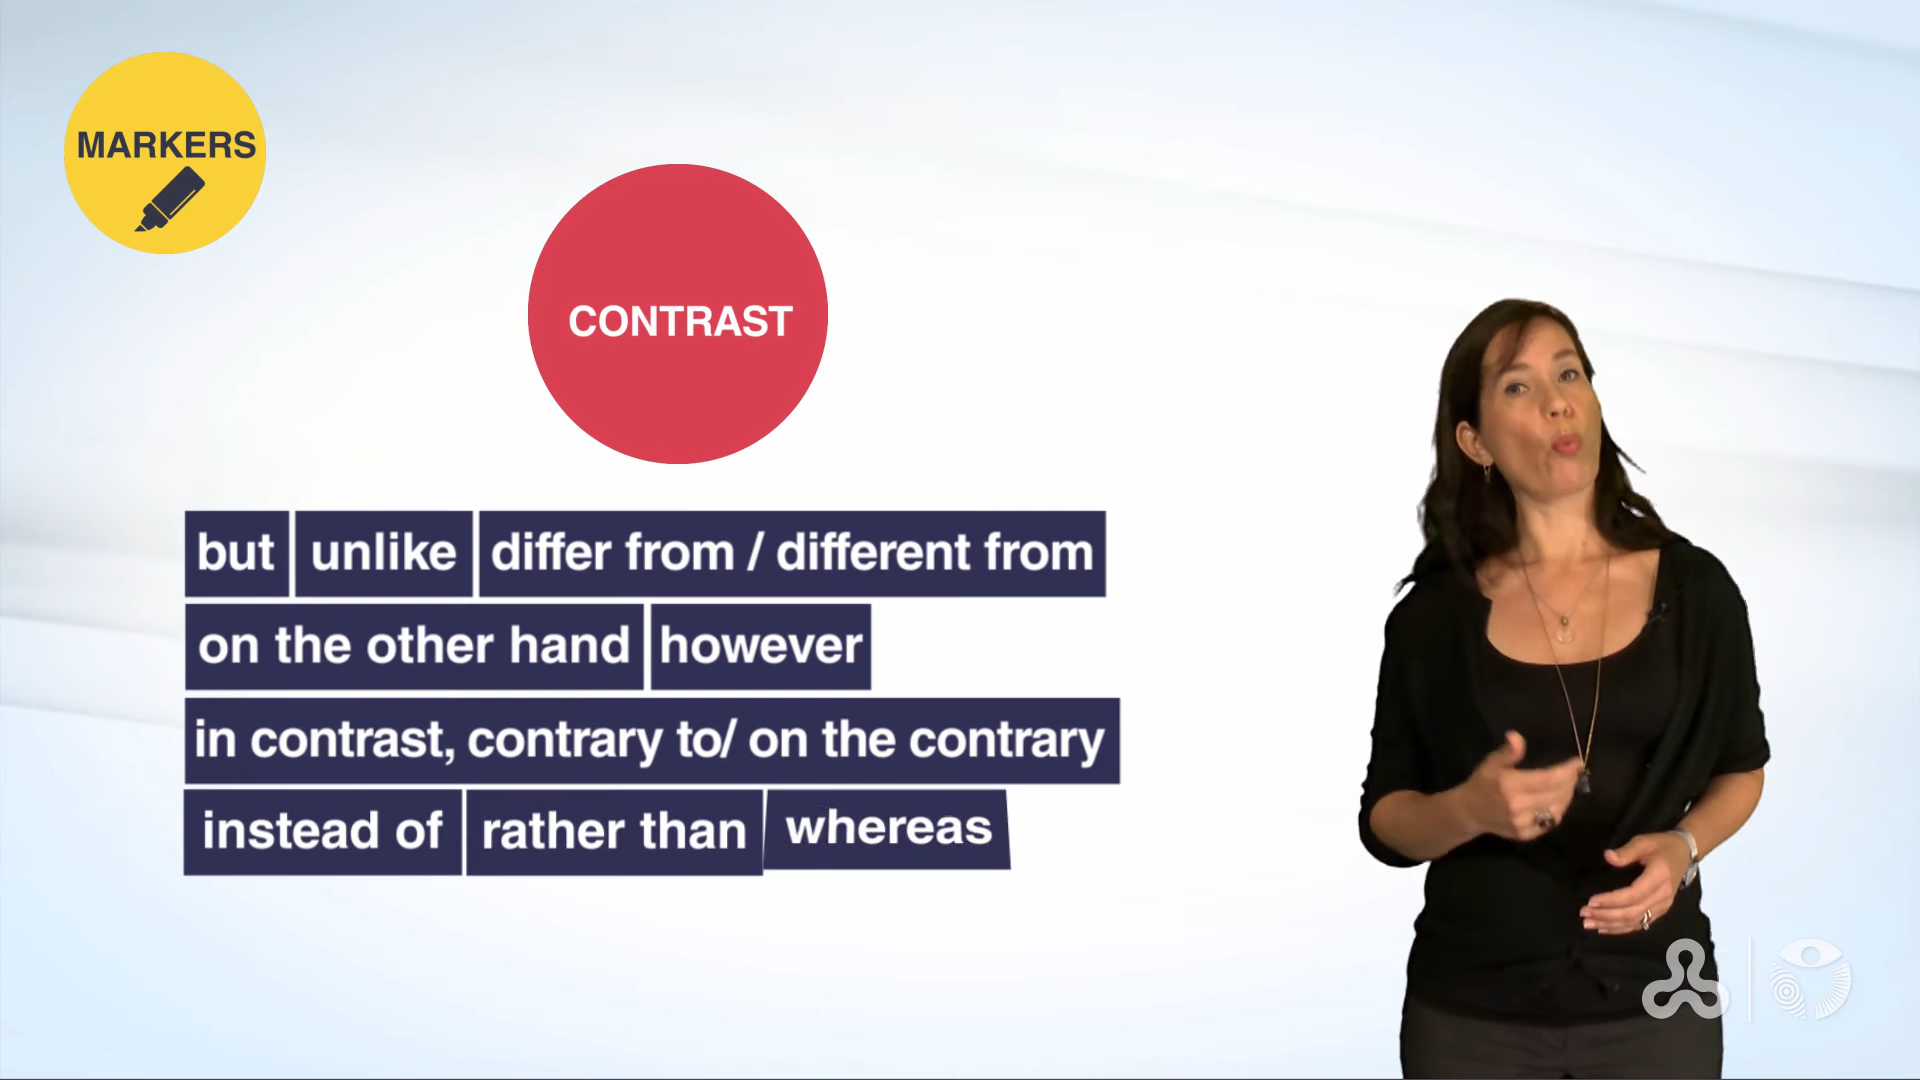 MARKERS
CONTRAST
but unlike differ from / different from
on the other hand however
in contrast, contrary to/ on the contrary
instead of rather than whereas